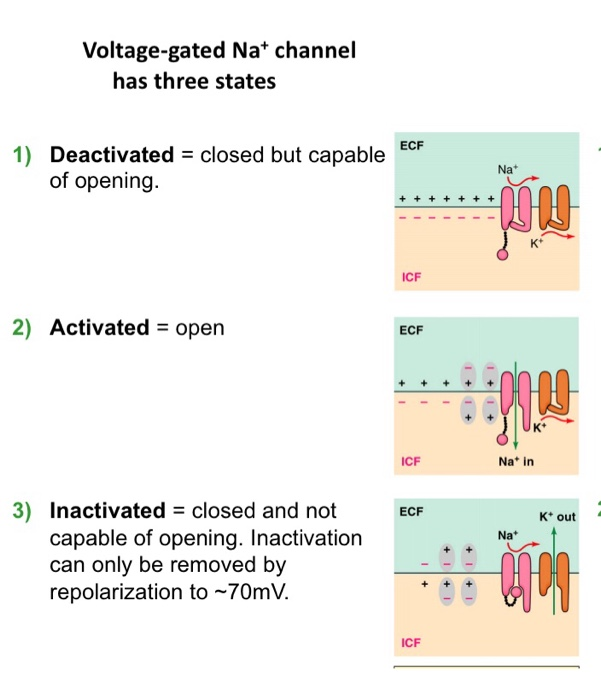 Voltage-gated Na⁺ channel
has three states
1) Deactivated = closed but capable
of opening.
ECF
Na⁺
+ + + + + + +
− − − − − − −
K⁺
ICF
2) Activated = open
ECF
− −
+ + + + +
− − − − −
+ +
K⁺
ICF
Na⁺ in
3) Inactivated = closed and not
capable of opening. Inactivation
can only be removed by
repolarization to ~70mV.
ECF
K⁺ out
Na⁺
+ +
− − −
+ + +
− −
ICF